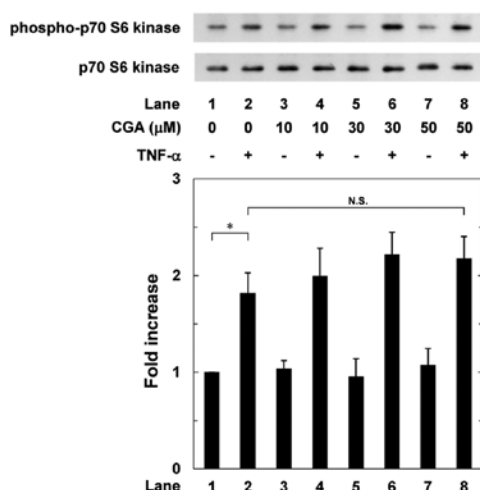 phospho-p70 S6 kinase
p70 S6 kinase
Lane 1 2 3 4 5 6 7 8
CGA (μM) 0 0 10 10 30 30 50 50
TNF-α - + - + - + - +
3
N.S.
*
2
1
0
Fold increase
Lane 1 2 3 4 5 6 7 8